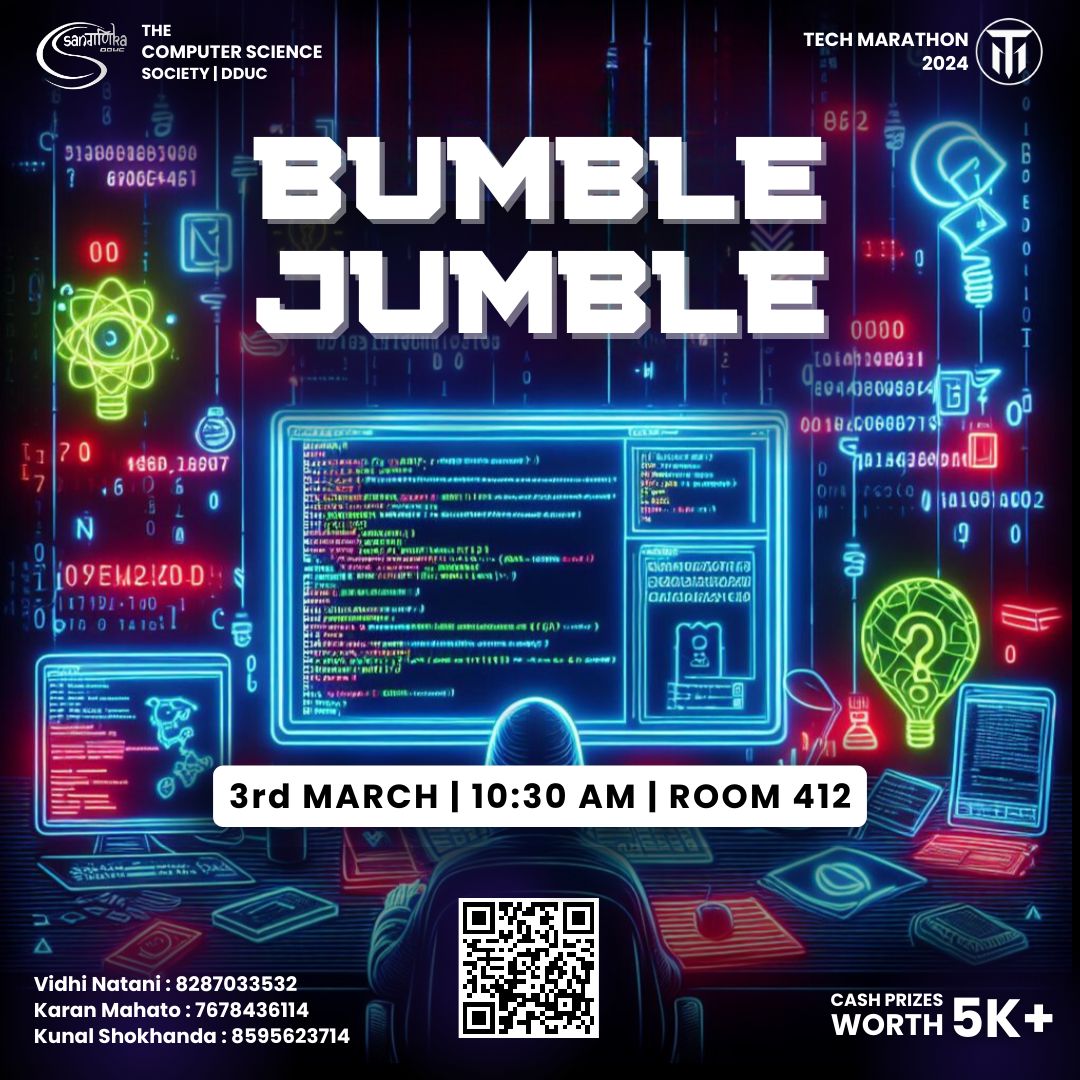 sanganika
DDUC
THE
COMPUTER SCIENCE
SOCIETY | DDUC
TECH MARATHON
2024
BUMBLE
JUMBLE
3rd MARCH | 10:30 AM | ROOM 412
Vidhi Natani : 8287033532
Karan Mahato : 7678436114
Kunal Shokhanda : 8595623714
CASH PRIZES
WORTH 5K+